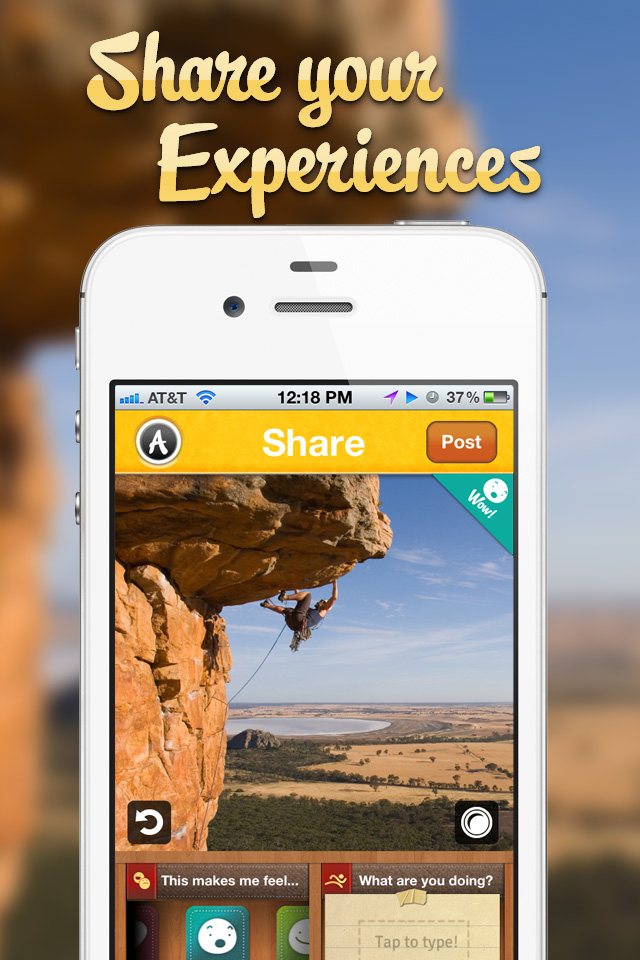 Share your
Experiences
AT&T 12:18 PM 37%
A Share Post
Wow!
This makes me feel... What are you doing?
Tap to type!